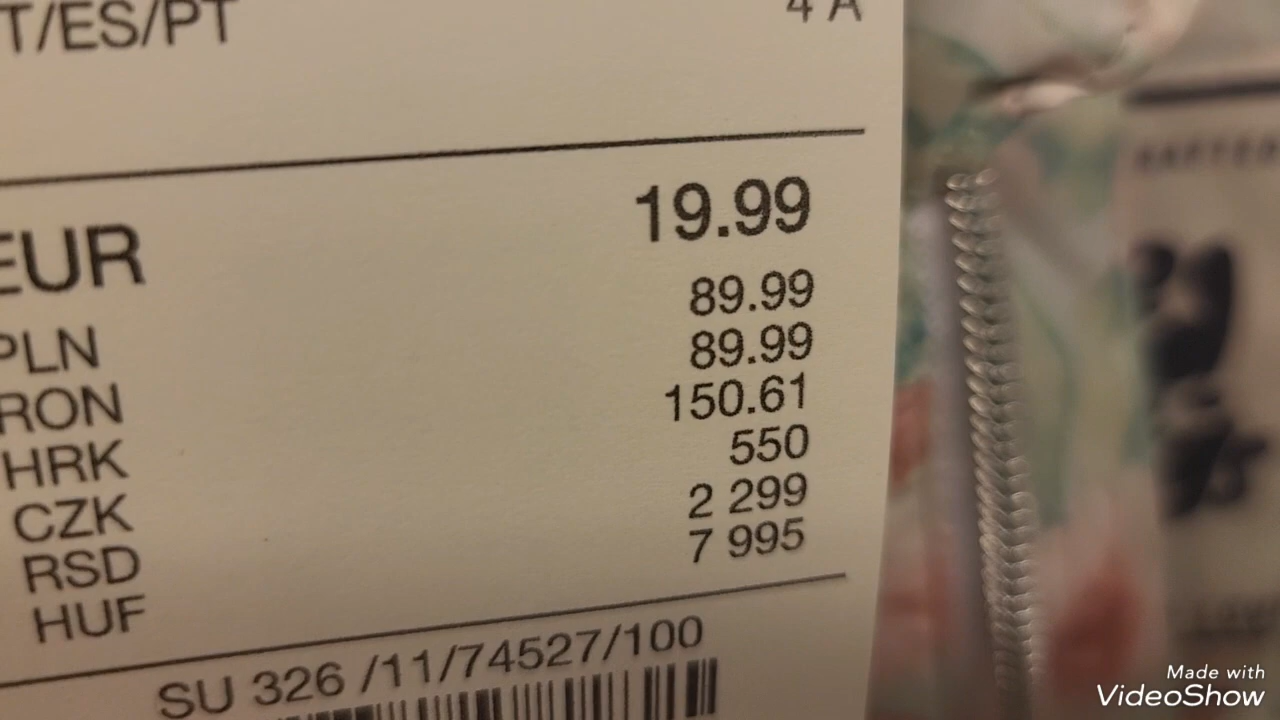 T/ES/PT 4 A
EUR 19.99
PLN 89.99
RON 89.99
HRK 150.61
CZK 550
RSD 2 299
HUF 7 995
SU 326 /11/74527/100
Made with
VideoShow